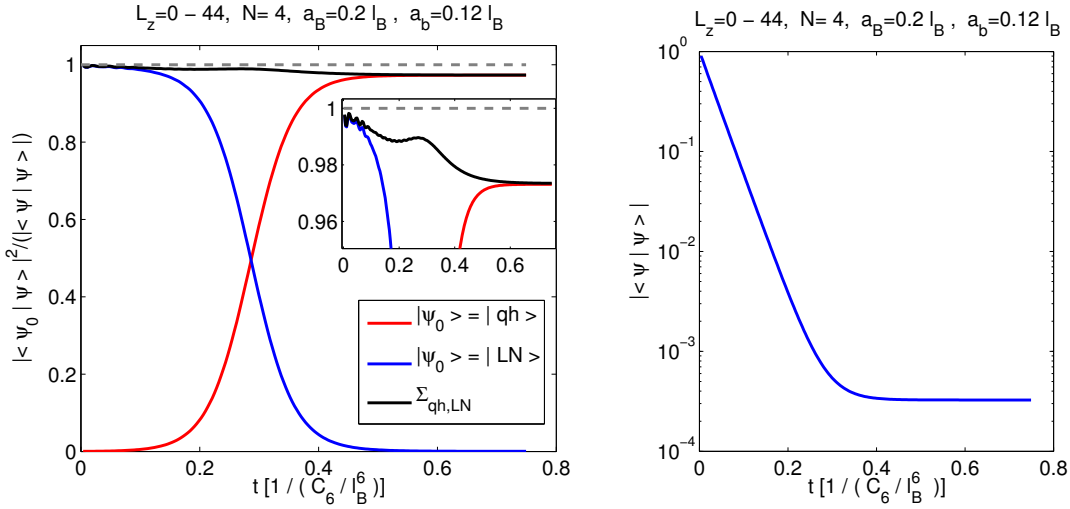 L_z=0 − 44, N= 4, a_B=0.2 l_B , a_b=0.12 l_B
|< ψ_0 | ψ > |^2/(|< ψ | ψ > |)
1
0.8
0.6
0.4
0.2
0
0 0.2 0.4 0.6 0.8
t [1 / ( C_6 / l_B^6 )]
1
0.98
0.96
0 0.2 0.4 0.6
|ψ_0 > = | qh >
|ψ_0 > = | LN >
Σ_qh,LN
L_z=0 − 44, N= 4, a_B=0.2 l_B , a_b=0.12 l_B
|< ψ | ψ > |
10^0
10^−1
10^−2
10^−3
10^−4
0 0.2 0.4 0.6 0.8
t [1 / ( C_6 / l_B^6 )]